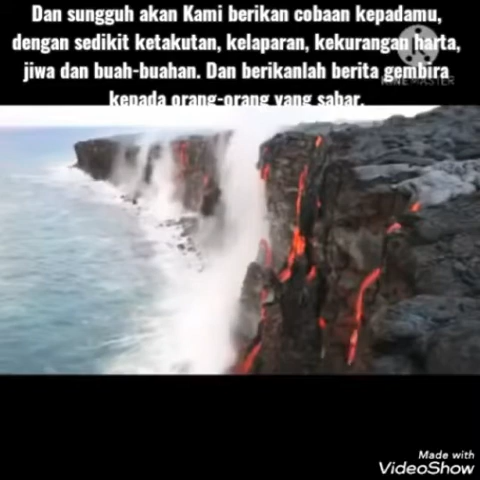 Dan sungguh akan Kami berikan cobaan kepadamu,
dengan sedikit ketakutan, kelaparan, kekurangan harta,
jiwa dan buah-buahan. Dan berikanlah berita gembira
kepada orang-orang yang sabar.
KINEMASTER
Made with
VideoShow